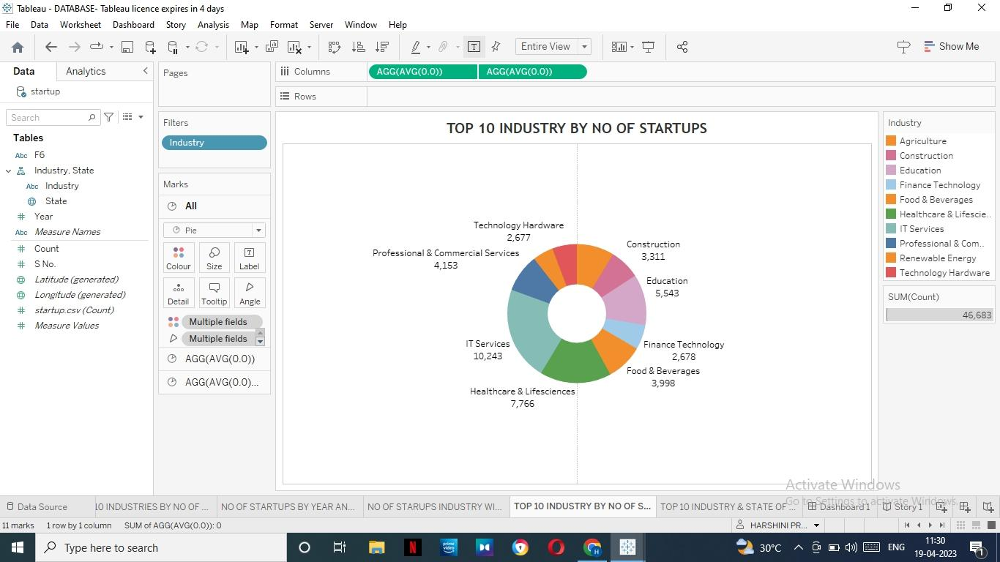 Tableau - DATABASE- Tableau licence expires in 4 days
File Data Worksheet Dashboard Story Analysis Map Format Server Window Help
Entire View
Show Me
Data Analytics
startup
Search
Tables
Abc F6
Industry, State
Abc Industry
State
Year
Abc Measure Names
Count
S No.
Latitude (generated)
Longitude (generated)
startup.csv (Count)
Measure Values
Pages
Filters
Industry
Marks
All
Pie
Colour Size Label
Detail Tooltip Angle
Multiple fields
Multiple fields
AGG(AVG(0.0))
AGG(AVG(0.0)...
Columns AGG(AVG(0.0)) AGG(AVG(0.0))
Rows
TOP 10 INDUSTRY BY NO OF STARTUPS
Technology Hardware
2,677
Construction
3,311
Professional & Commercial Services
4,153
Education
5,543
IT Services
10,243
Finance Technology
2,678
Food & Beverages
3,998
Healthcare & Lifesciences
7,766
Industry
Agriculture
Construction
Education
Finance Technology
Food & Beverages
Healthcare & Lifescie..
IT Services
Professional & Com..
Renewable Energy
Technology Hardware
SUM(Count)
46,683
Activate Windows
Go to Settings to activate Windows.
Data Source
10 INDUSTRIES BY NO OF ...
NO OF STARTUPS BY YEAR AN...
NO OF STARUPS INDUSTRY WI...
TOP 10 INDUSTRY BY NO OF S...
TOP 10 INDUSTRY & STATE OF ...
Dashboard 1
Story 1
11 marks 1 row by 1 column SUM of AGG(AVG(0.0)): 0
HARSHINI PR...
Type here to search
prime video
H
30°C
ENG
11:30
19-04-2023
1